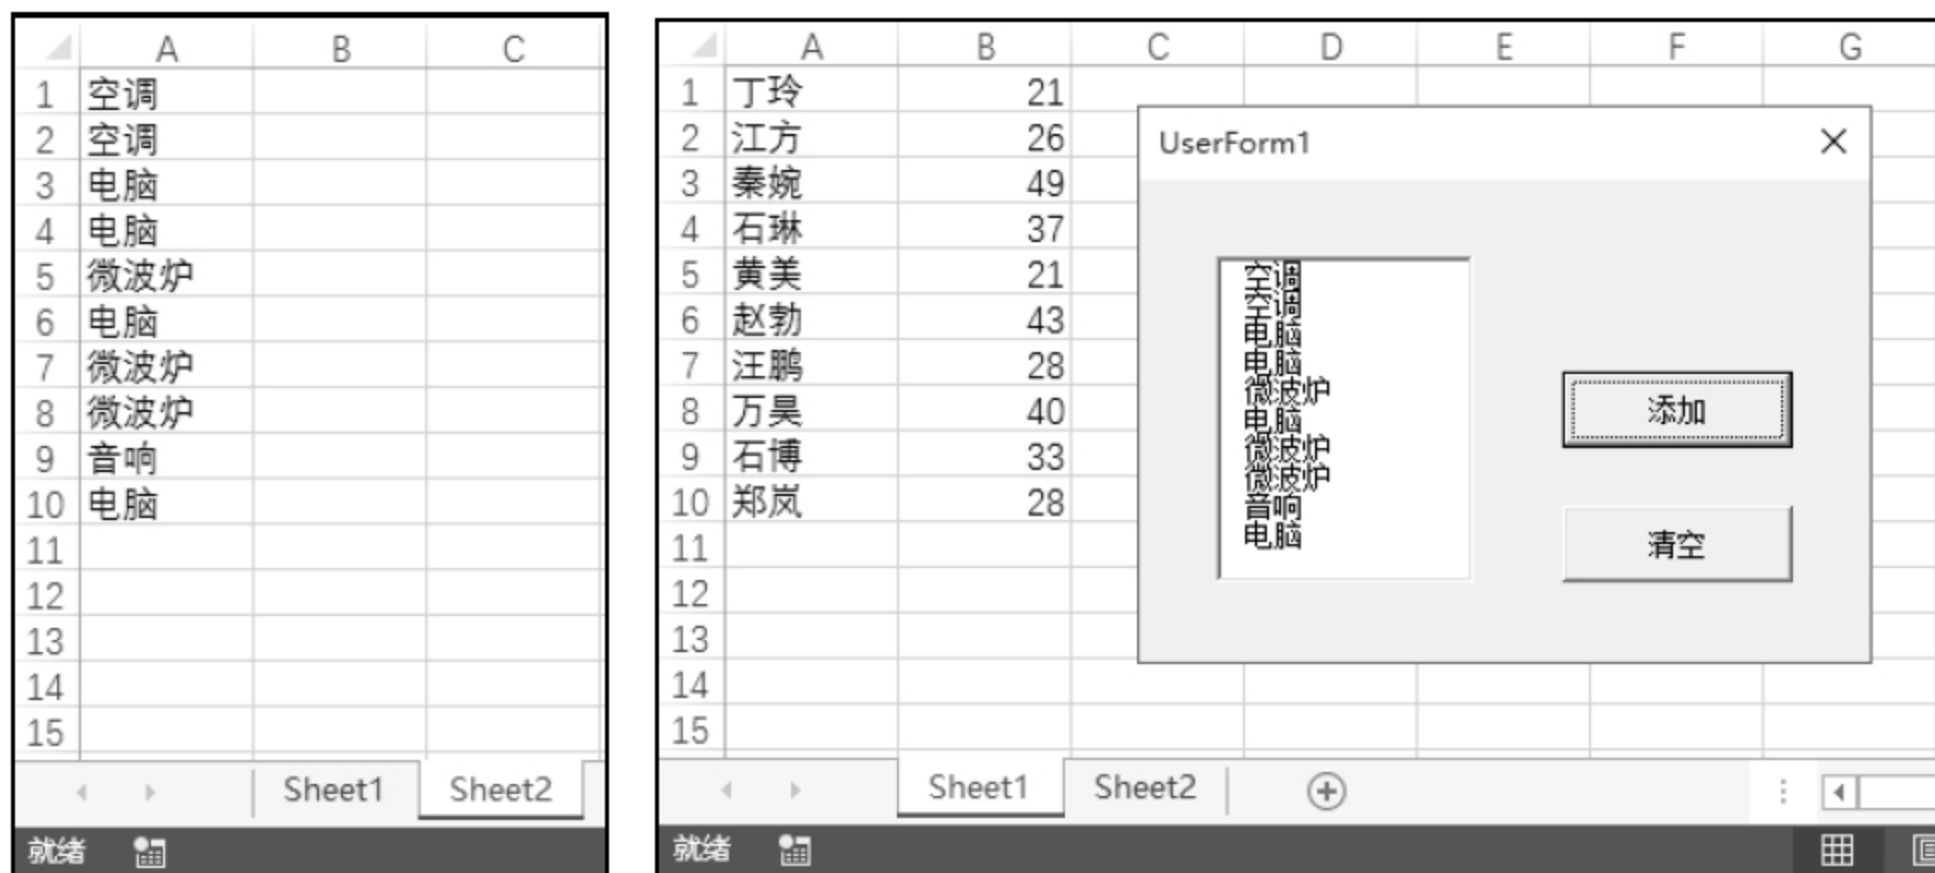 A B C
1 空调
2 空调
3 电脑
4 电脑
5 微波炉
6 电脑
7 微波炉
8 微波炉
9 音响
10 电脑
11
12
13
14
15
Sheet1 Sheet2
就绪
A B C D E F G
1 丁玲 21
2 江方 26
3 秦婉 49
4 石琳 37
5 黄美 21
6 赵勃 43
7 汪鹏 28
8 万昊 40
9 石博 33
10 郑岚 28
11
12
13
14
15
UserForm1
空调
空调
电脑
电脑
微波炉
电脑
微波炉
微波炉
音响
电脑
添加
清空
Sheet1 Sheet2
就绪